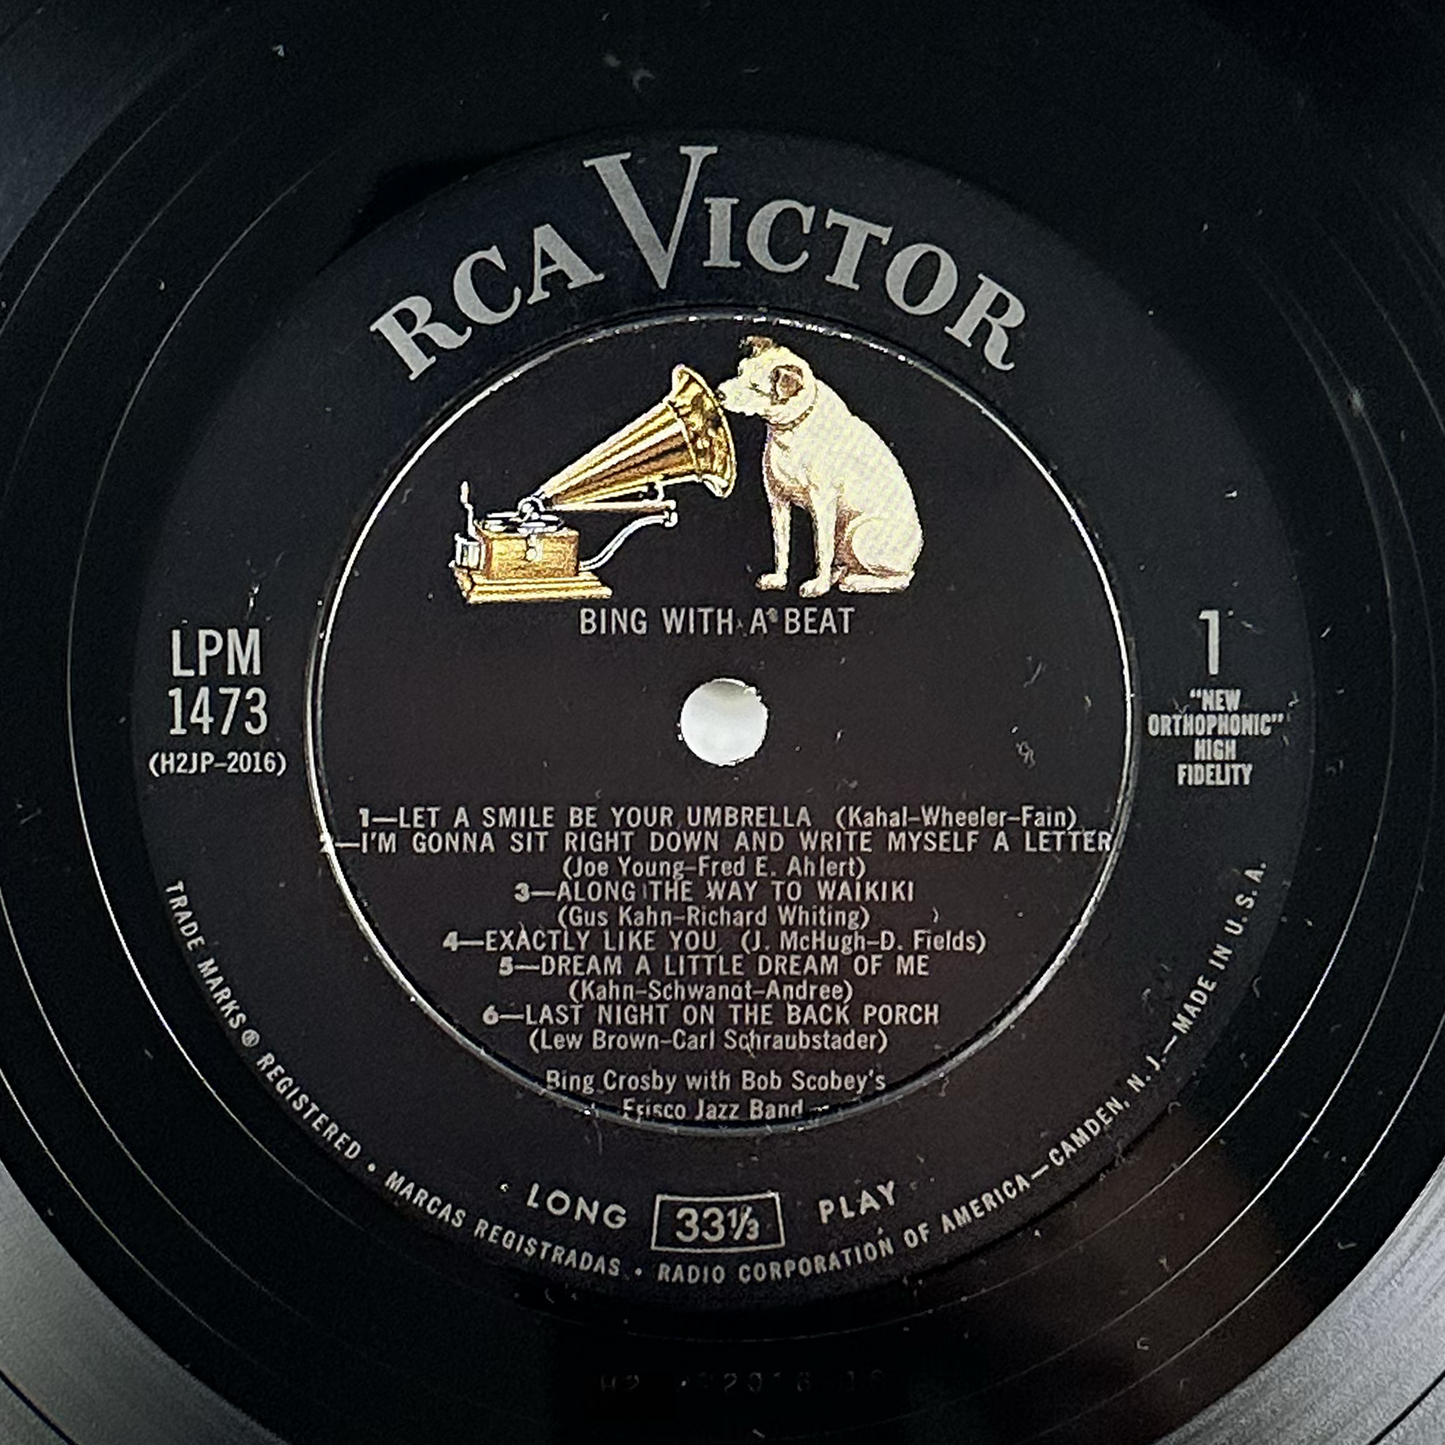 RCA VICTOR
BING WITH A BEAT
LPM
1473
(H2JP-2016)
1
"NEW
ORTHOPHONIC"
HIGH
FIDELITY
1—LET A SMILE BE YOUR UMBRELLA (Kahal-Wheeler-Fain)
2—I'M GONNA SIT RIGHT DOWN AND WRITE MYSELF A LETTER
(Joe Young-Fred E. Ahlert)
3—ALONG THE WAY TO WAIKIKI
(Gus Kahn-Richard Whiting)
4—EXACTLY LIKE YOU (J. McHugh-D. Fields)
5—DREAM A LITTLE DREAM OF ME
(Kahn-Schwandt-Andree)
6—LAST NIGHT ON THE BACK PORCH
(Lew Brown-Carl Schraubstader)
Bing Crosby with Bob Scobey's
Frisco Jazz Band
LONG 33⅓ PLAY
TRADE MARKS ® REGISTERED • MARCAS REGISTRADAS • RADIO CORPORATION OF AMERICA—CAMDEN, N. J.—MADE IN U. S. A.